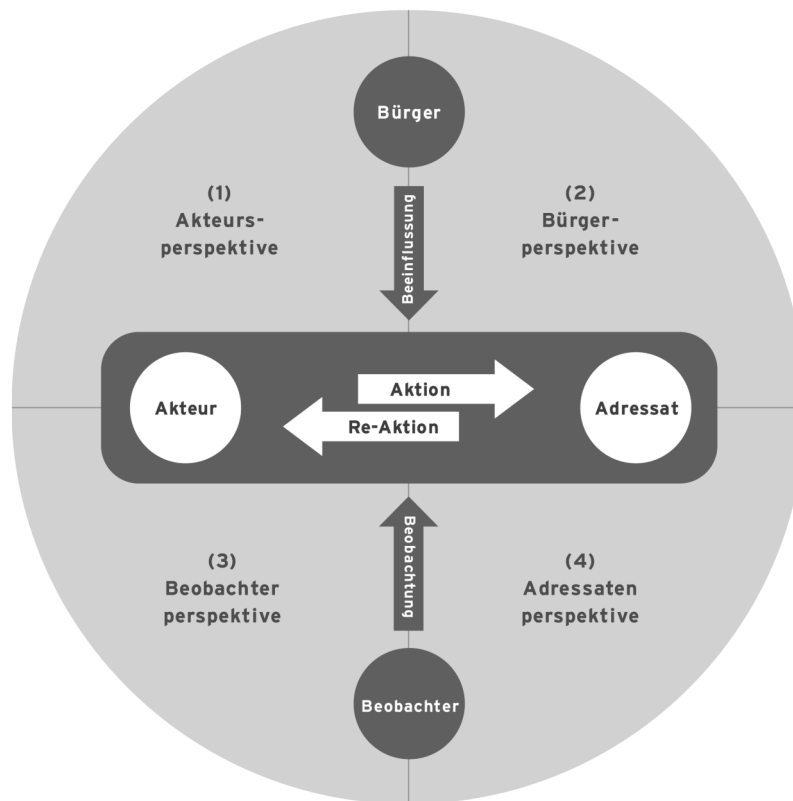 Bürger
(1)
Akteurs-
perspektive
(2)
Bürger-
perspektive
Beeinflussung
Akteur
Aktion
Re-Aktion
Adressat
(3)
Beobachter
perspektive
Beobachtung
(4)
Adressaten
perspektive
Beobachter